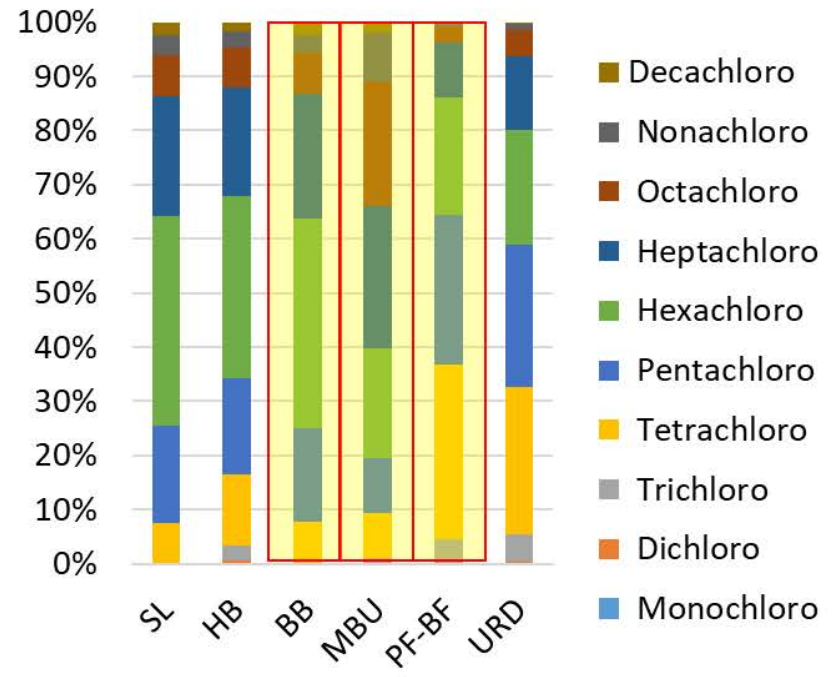 100%
90%
80%
70%
60%
50%
40%
30%
20%
10%
0%
SL
HB
BB
MBU
PF-BF
URD
Decachloro
Nonachloro
Octachloro
Heptachloro
Hexachloro
Pentachloro
Tetrachloro
Trichloro
Dichloro
Monochloro